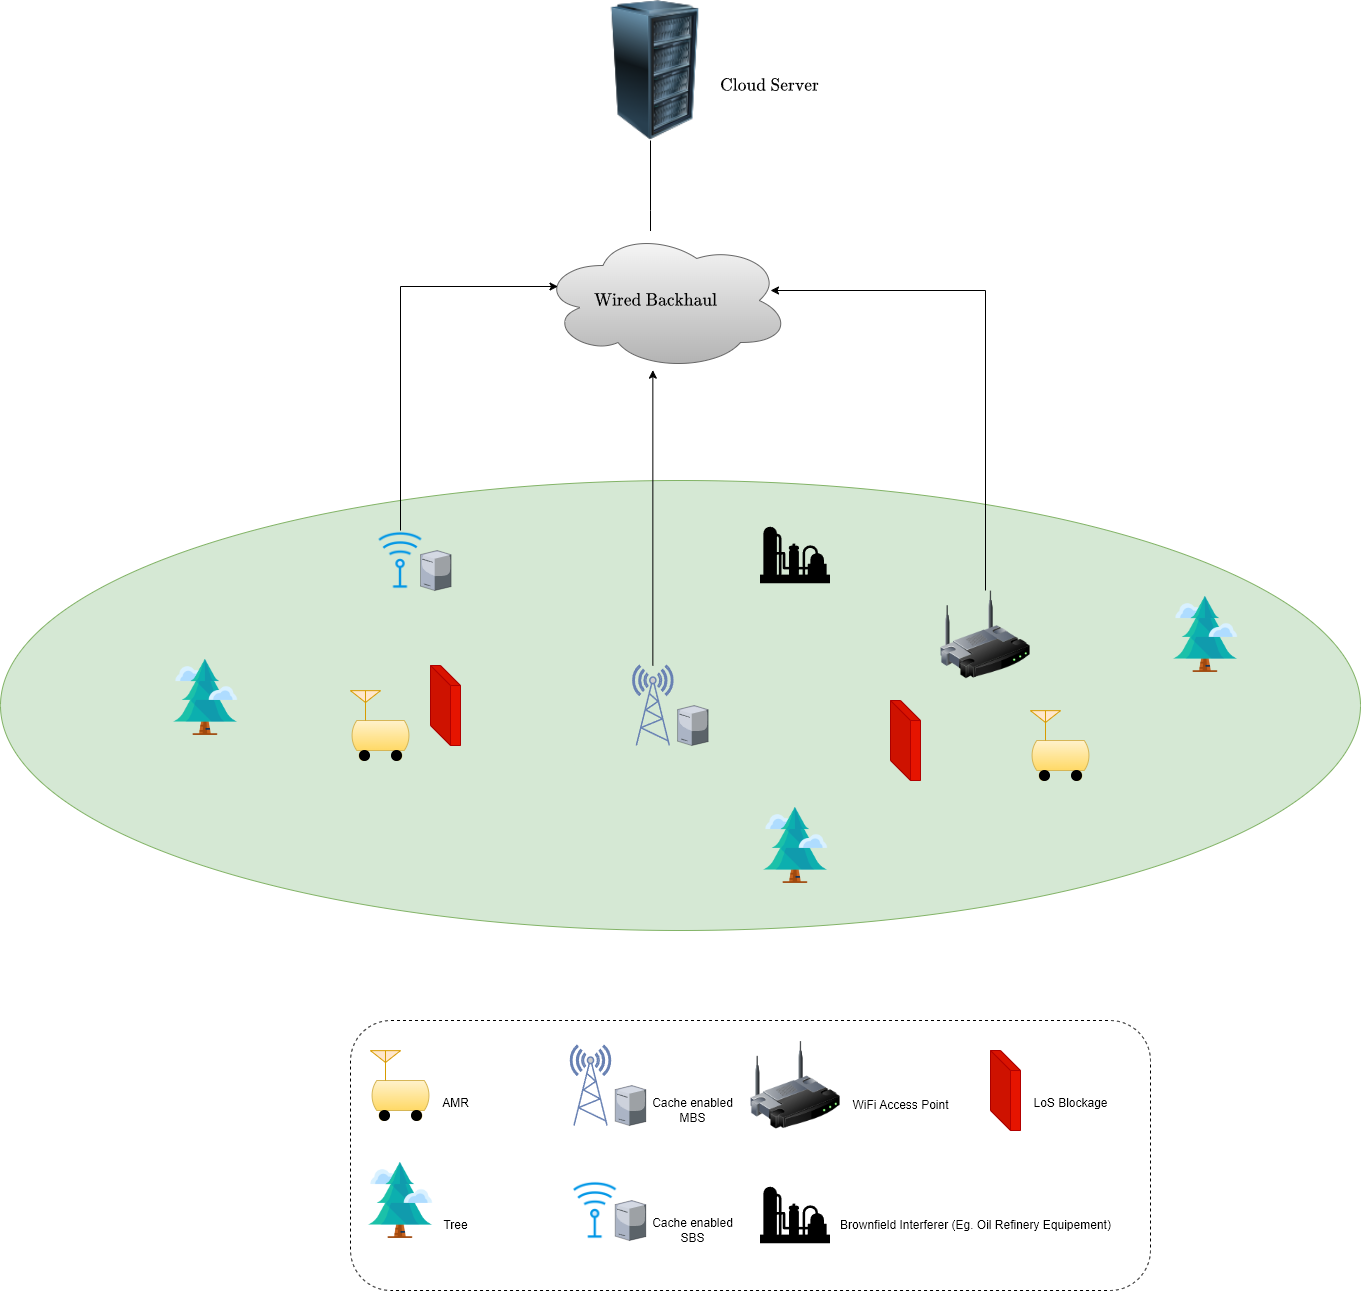 Cloud Server
Wired Backhaul
AMR
Cache enabled
MBS
WiFi Access Point
LoS Blockage
Tree
Cache enabled
SBS
Brownfield Interferer (Eg. Oil Refinery Equipement)